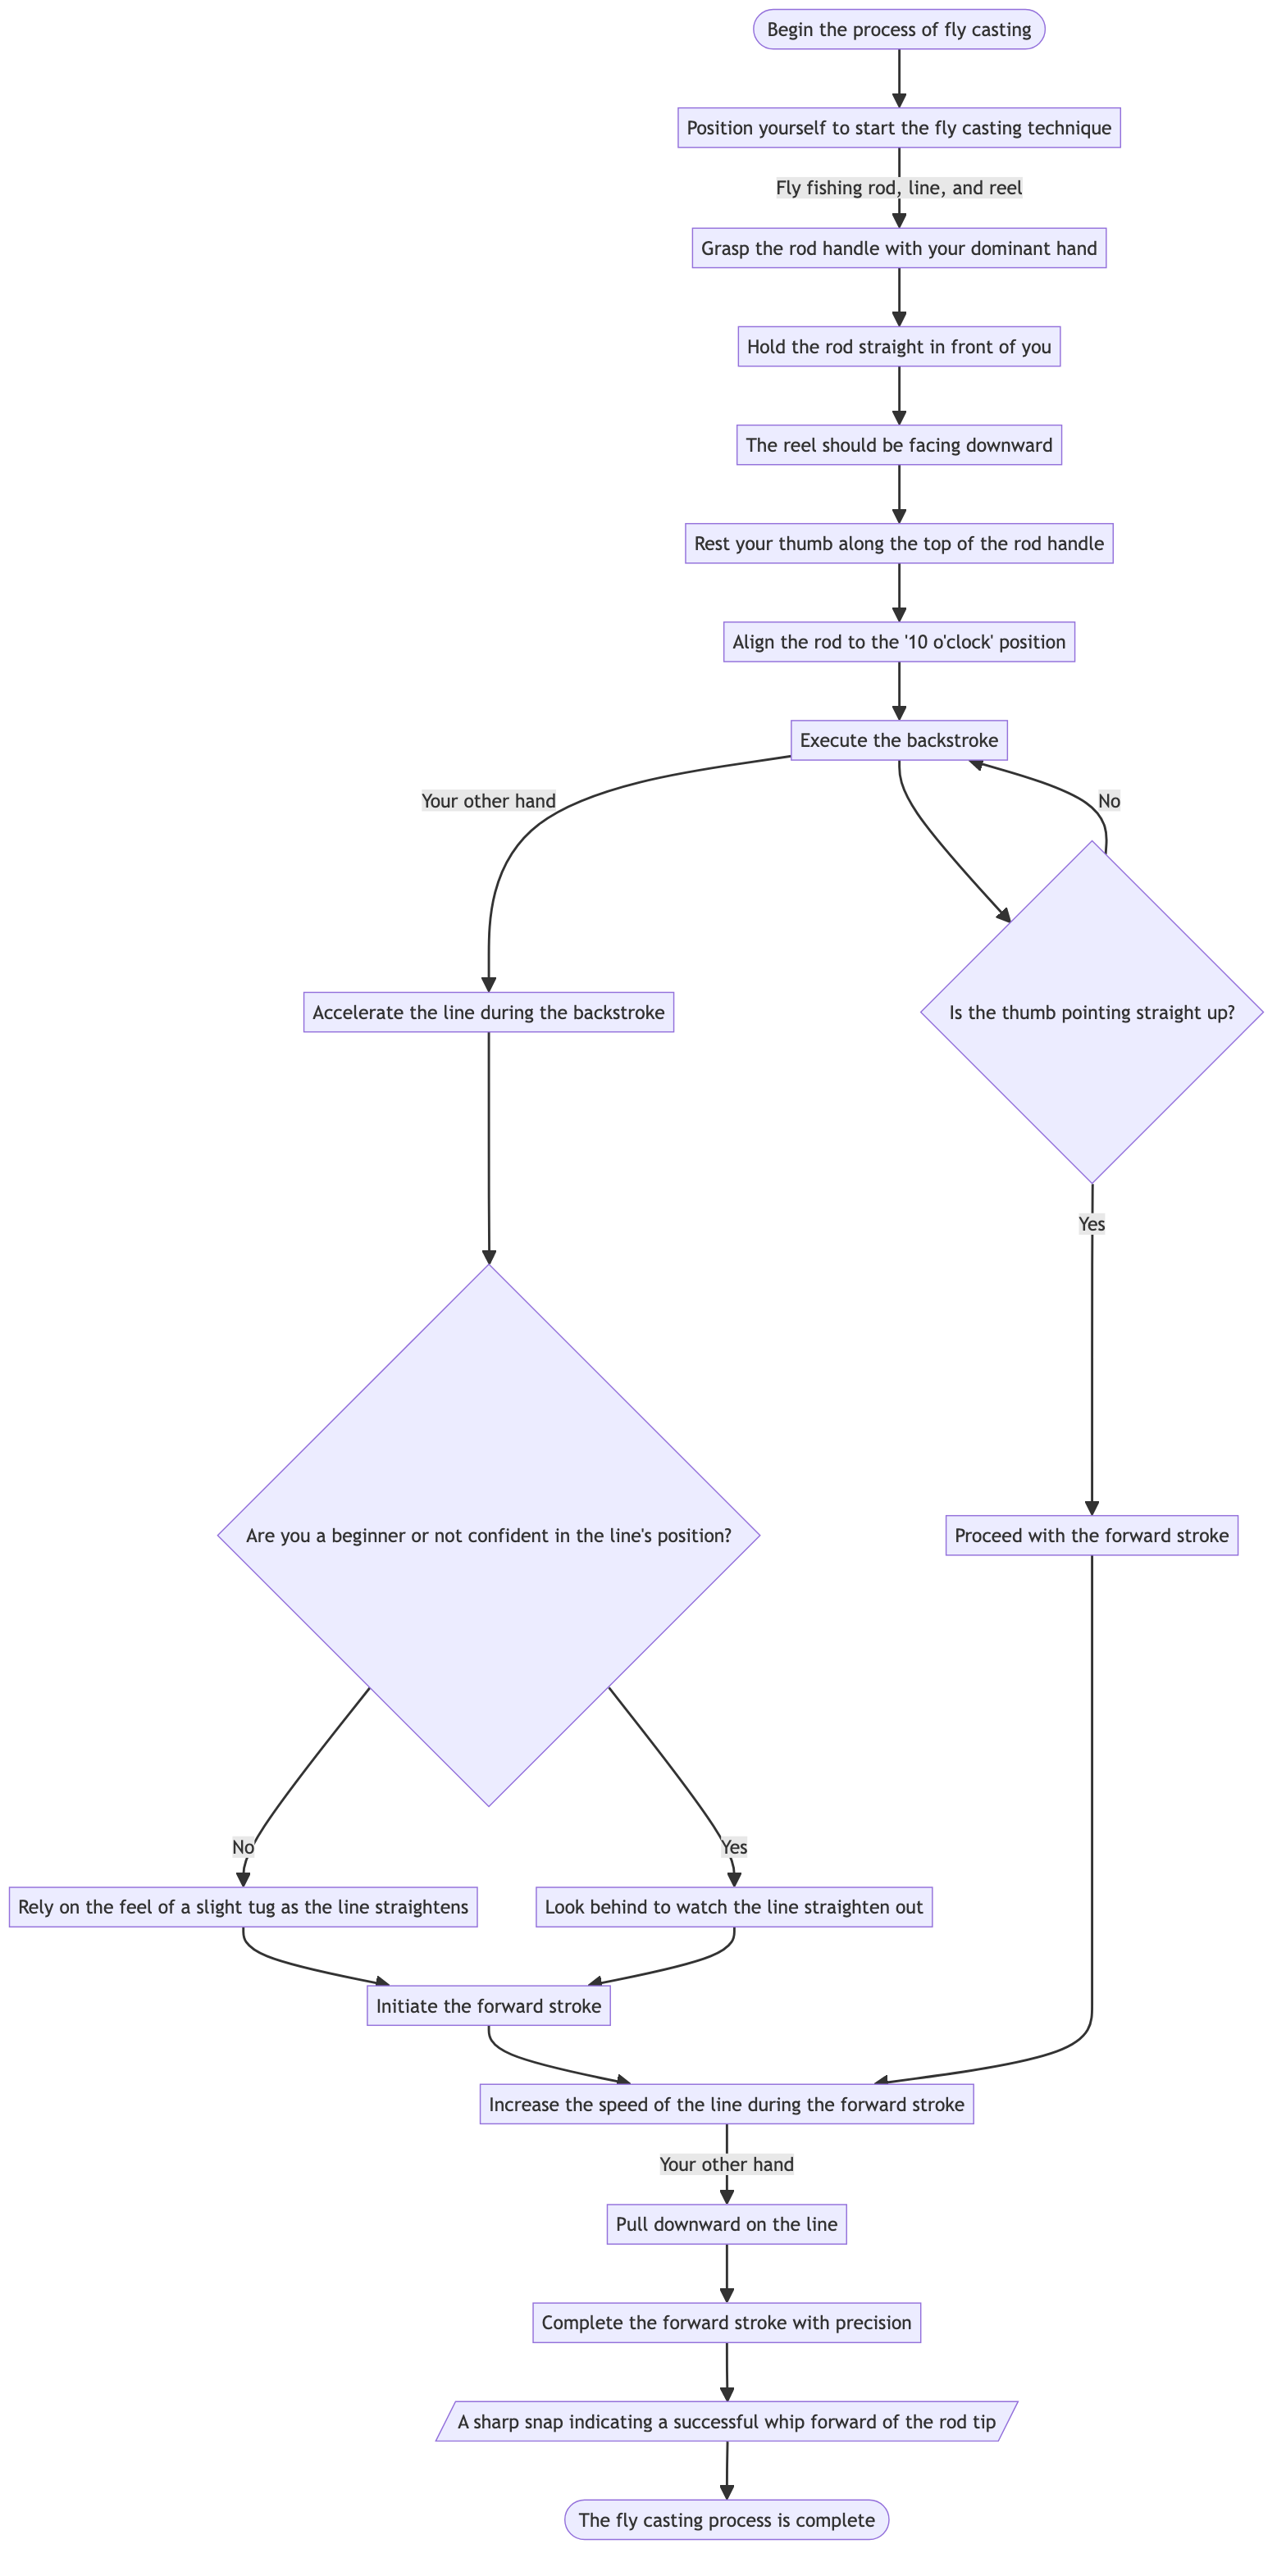 Begin the process of fly casting
Position yourself to start the fly casting technique
Fly fishing rod, line, and reel
Grasp the rod handle with your dominant hand
Hold the rod straight in front of you
The reel should be facing downward
Rest your thumb along the top of the rod handle
Align the rod to the '10 o'clock' position
Execute the backstroke
Your other hand
No
Accelerate the line during the backstroke
Is the thumb pointing straight up?
Yes
Are you a beginner or not confident in the line's position?
Proceed with the forward stroke
No
Yes
Rely on the feel of a slight tug as the line straightens
Look behind to watch the line straighten out
Initiate the forward stroke
Increase the speed of the line during the forward stroke
Your other hand
Pull downward on the line
Complete the forward stroke with precision
A sharp snap indicating a successful whip forward of the rod tip
The fly casting process is complete